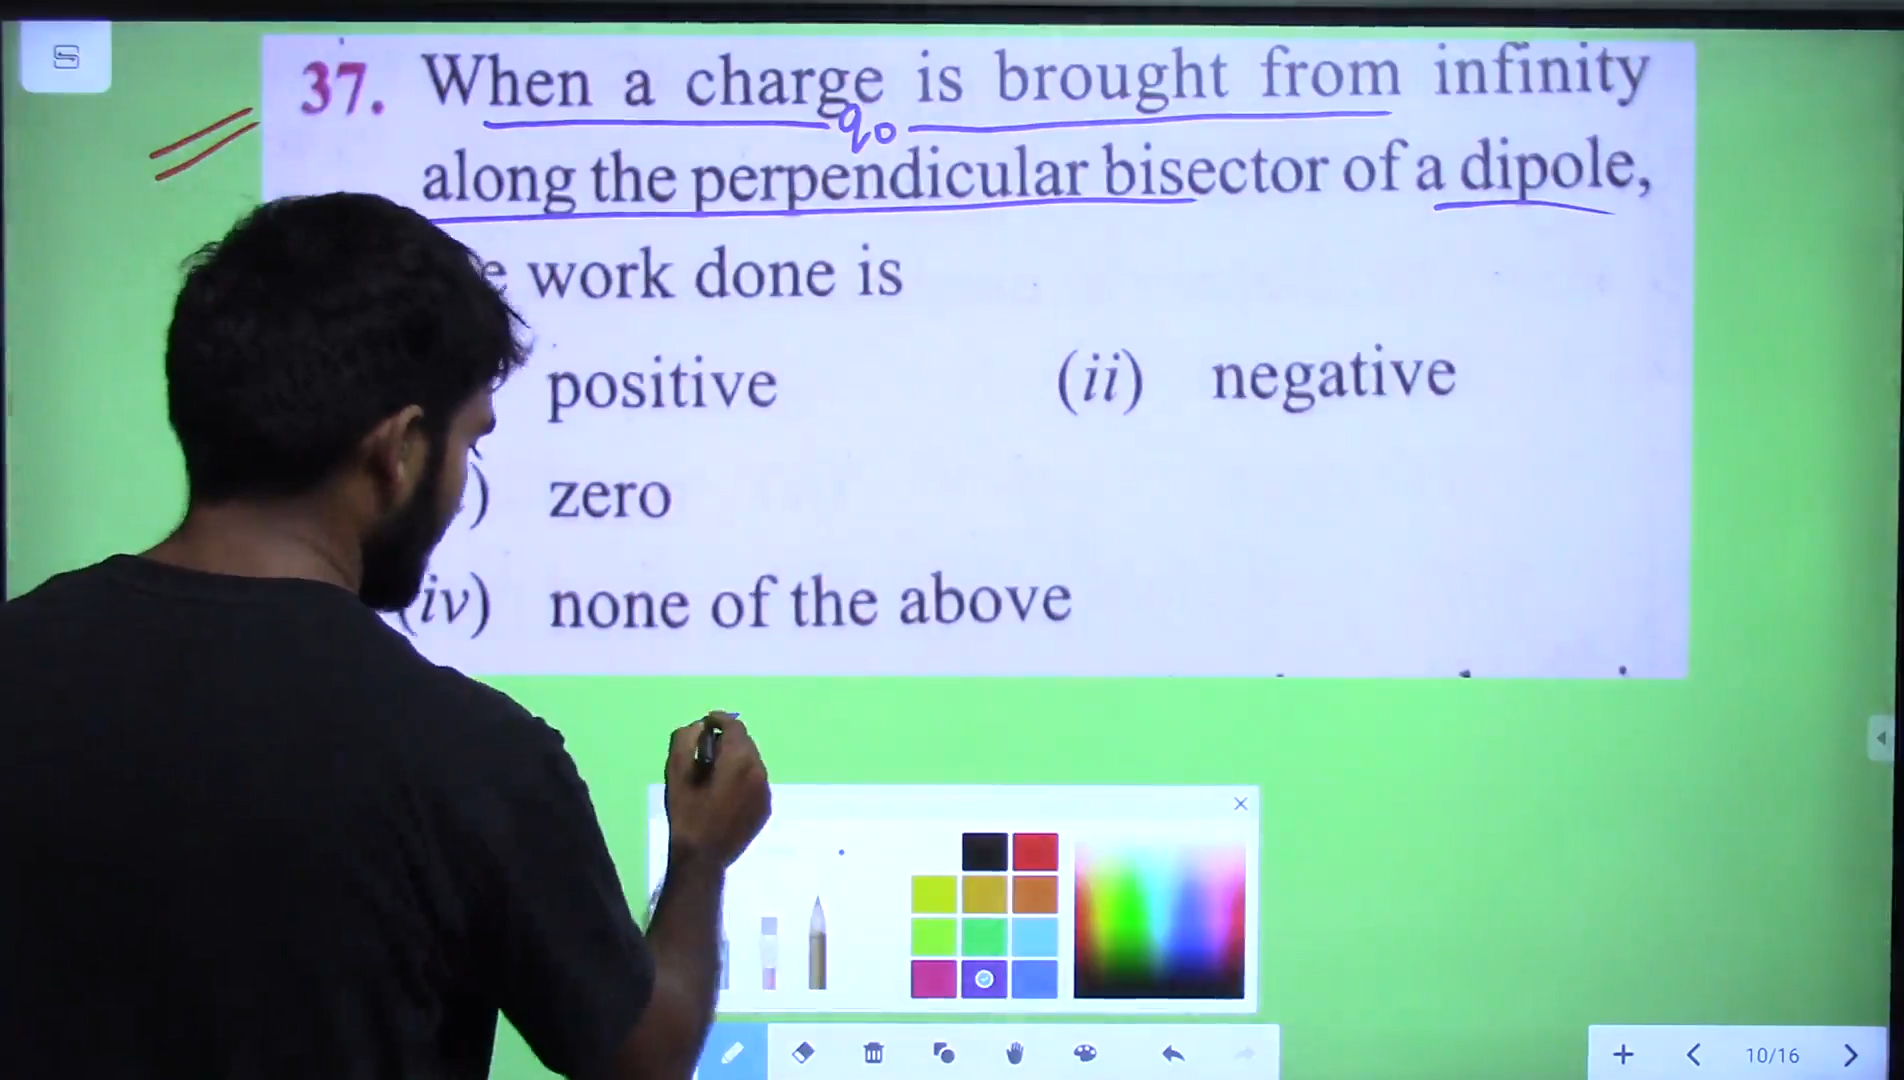 37. When a charge is brought from infinity
q0
along the perpendicular bisector of a dipole,
work done is
positive (ii) negative
) zero
(iv) none of the above
10/16